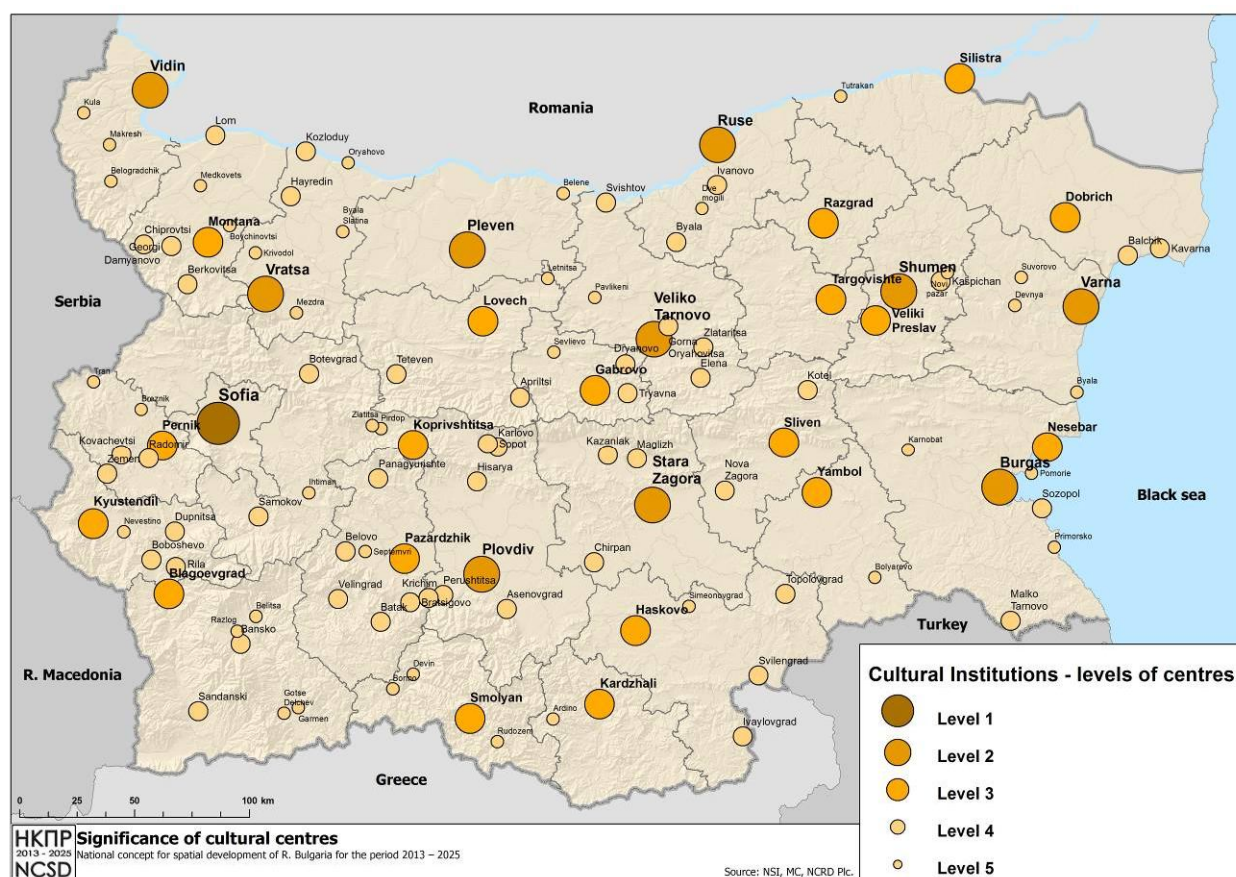 Vidin
Silistra
Kula
Tutrakan
Romania
Makresh
Lom
Kozloduy
Oryahovo
Ruse
Belogradchik
Medkovets
Hayredin
Belene
Svishtov
Ivanovo
Dve
mogili
Byala
Slatina
Pleven
Byala
Razgrad
Dobrich
Montana
Boychinovtsi
Chiprovtsi
Georgi
Damyanovo
Krivodol
Berkovitsa
Vratsa
Mezdra
Letnitsa
Pavlikeni
Balchik
Kavarna
Serbia
Lovech
Veliko
Tarnovo
Targovishte
Shumen
Novi
pazar
Kaspichan
Suvorovo
Devnya
Varna
Veliki
Preslav
Sevlievo
Dryanovo
Gorna
Oryahovitsa
Zlataritsa
Elena
Botevgrad
Teteven
Apriltsi
Gabrovo
Tryavna
Kotel
Byala
Tran
Breznik
Sofia
Pernik
Kovachevtsi
Radomir
Zemen
Zlatitsa
Pirdop
Koprivshtitsa
Karlovo
Sopot
Kazanlak
Maglizh
Sliven
Karnobat
Nesebar
Panagyurishte
Hisarya
Stara
Zagora
Nova
Zagora
Yambol
Burgas
Pomorie
Sozopol
Black sea
Ihtiman
Samokov
Kyustendil
Nevestino
Dupnitsa
Boboshevo
Rila
Blagoevgrad
Belovo
Septemvri
Pazardzhik
Plovdiv
Chirpan
Primorsko
Bolyarovo
Velingrad
Krichim
Perushtitsa
Bratsigovo
Batak
Asenovgrad
Simeonovgrad
Topolovgrad
Haskovo
Malko
Tarnovo
Turkey
Belitsa
Razlog
Bansko
R. Macedonia
Sandanski
Gotse
Delchev
Garmen
Devin
Borino
Smolyan
Rudozem
Ardino
Kardzhali
Svilengrad
Ivaylovgrad
Greece
0 25 50 100 km
Cultural Institutions - levels of centres
Level 1
Level 2
Level 3
Level 4
Level 5
НКПР
2013 - 2025
NCSD
Significance of cultural centres
National concept for spatial development of R. Bulgaria for the period 2013 – 2025
Source: NSI, MC, NCRD Plc.